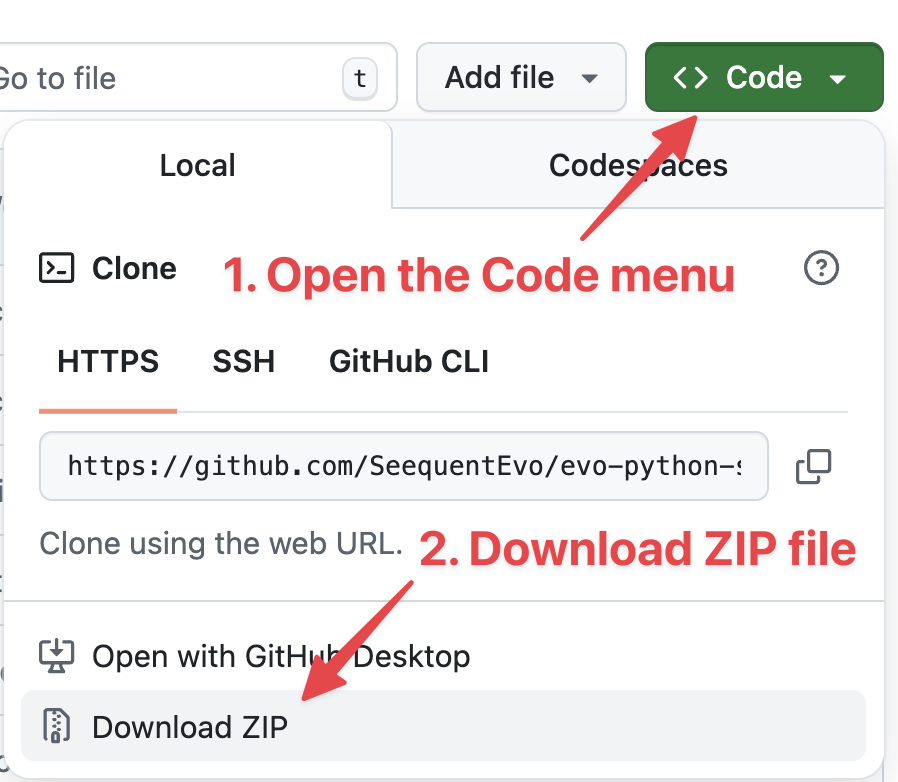 Go to file
t
Add file
Code
Local
Codespaces
Clone
1. Open the Code menu
HTTPS
SSH
GitHub CLI
https://github.com/SeequentEvo/evo-python-s
Clone using the web URL.
2. Download ZIP file
Open with GitHub Desktop
Download ZIP